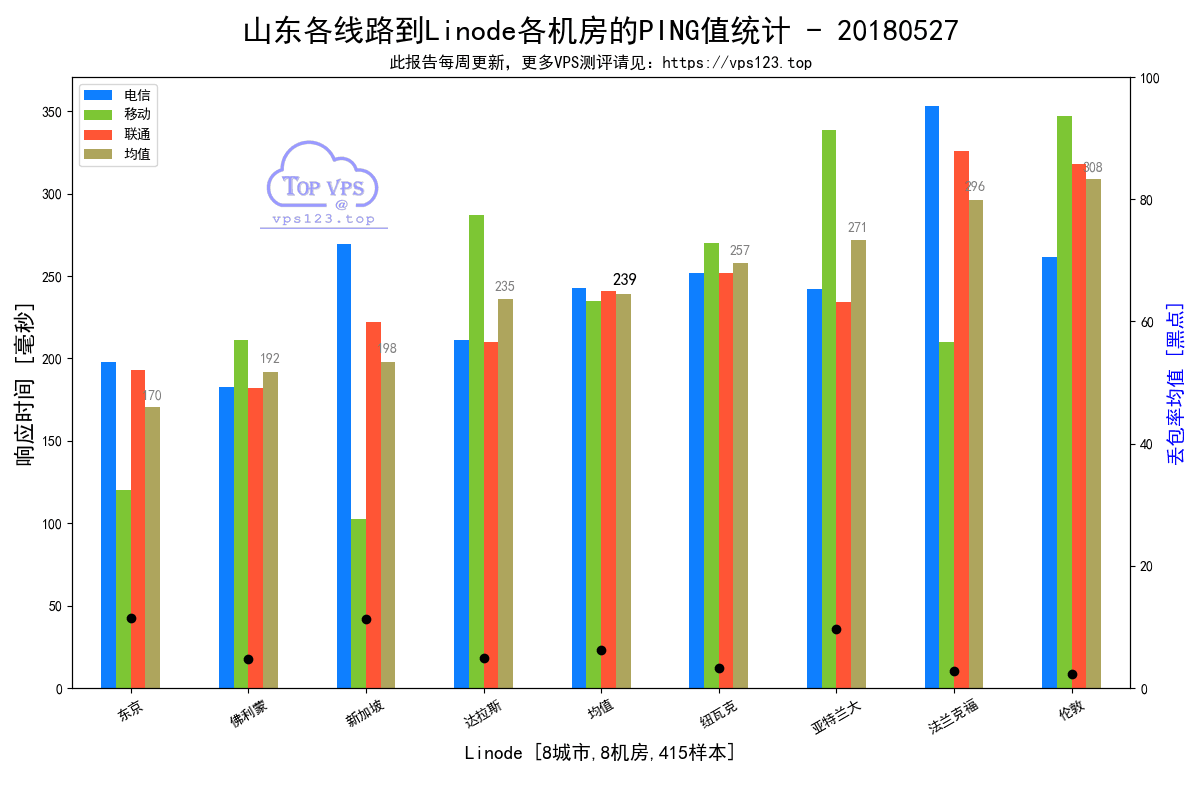 山东各线路到Linode各机房的PING值统计 - 20180527
此报告每周更新，更多VPS测评请见：https://vps123.top
电信
移动
联通
均值
TOP VPS
@
vps123.top
响应时间 [毫秒]
350
300
250
200
150
100
50
0
170
192
198
235
239
257
271
296
308
100
80
60
40
20
0
丢包率均值 [黑点]
东京
佛利蒙
新加坡
达拉斯
均值
纽瓦克
亚特兰大
法兰克福
伦敦
Linode [8城市,8机房,415样本]